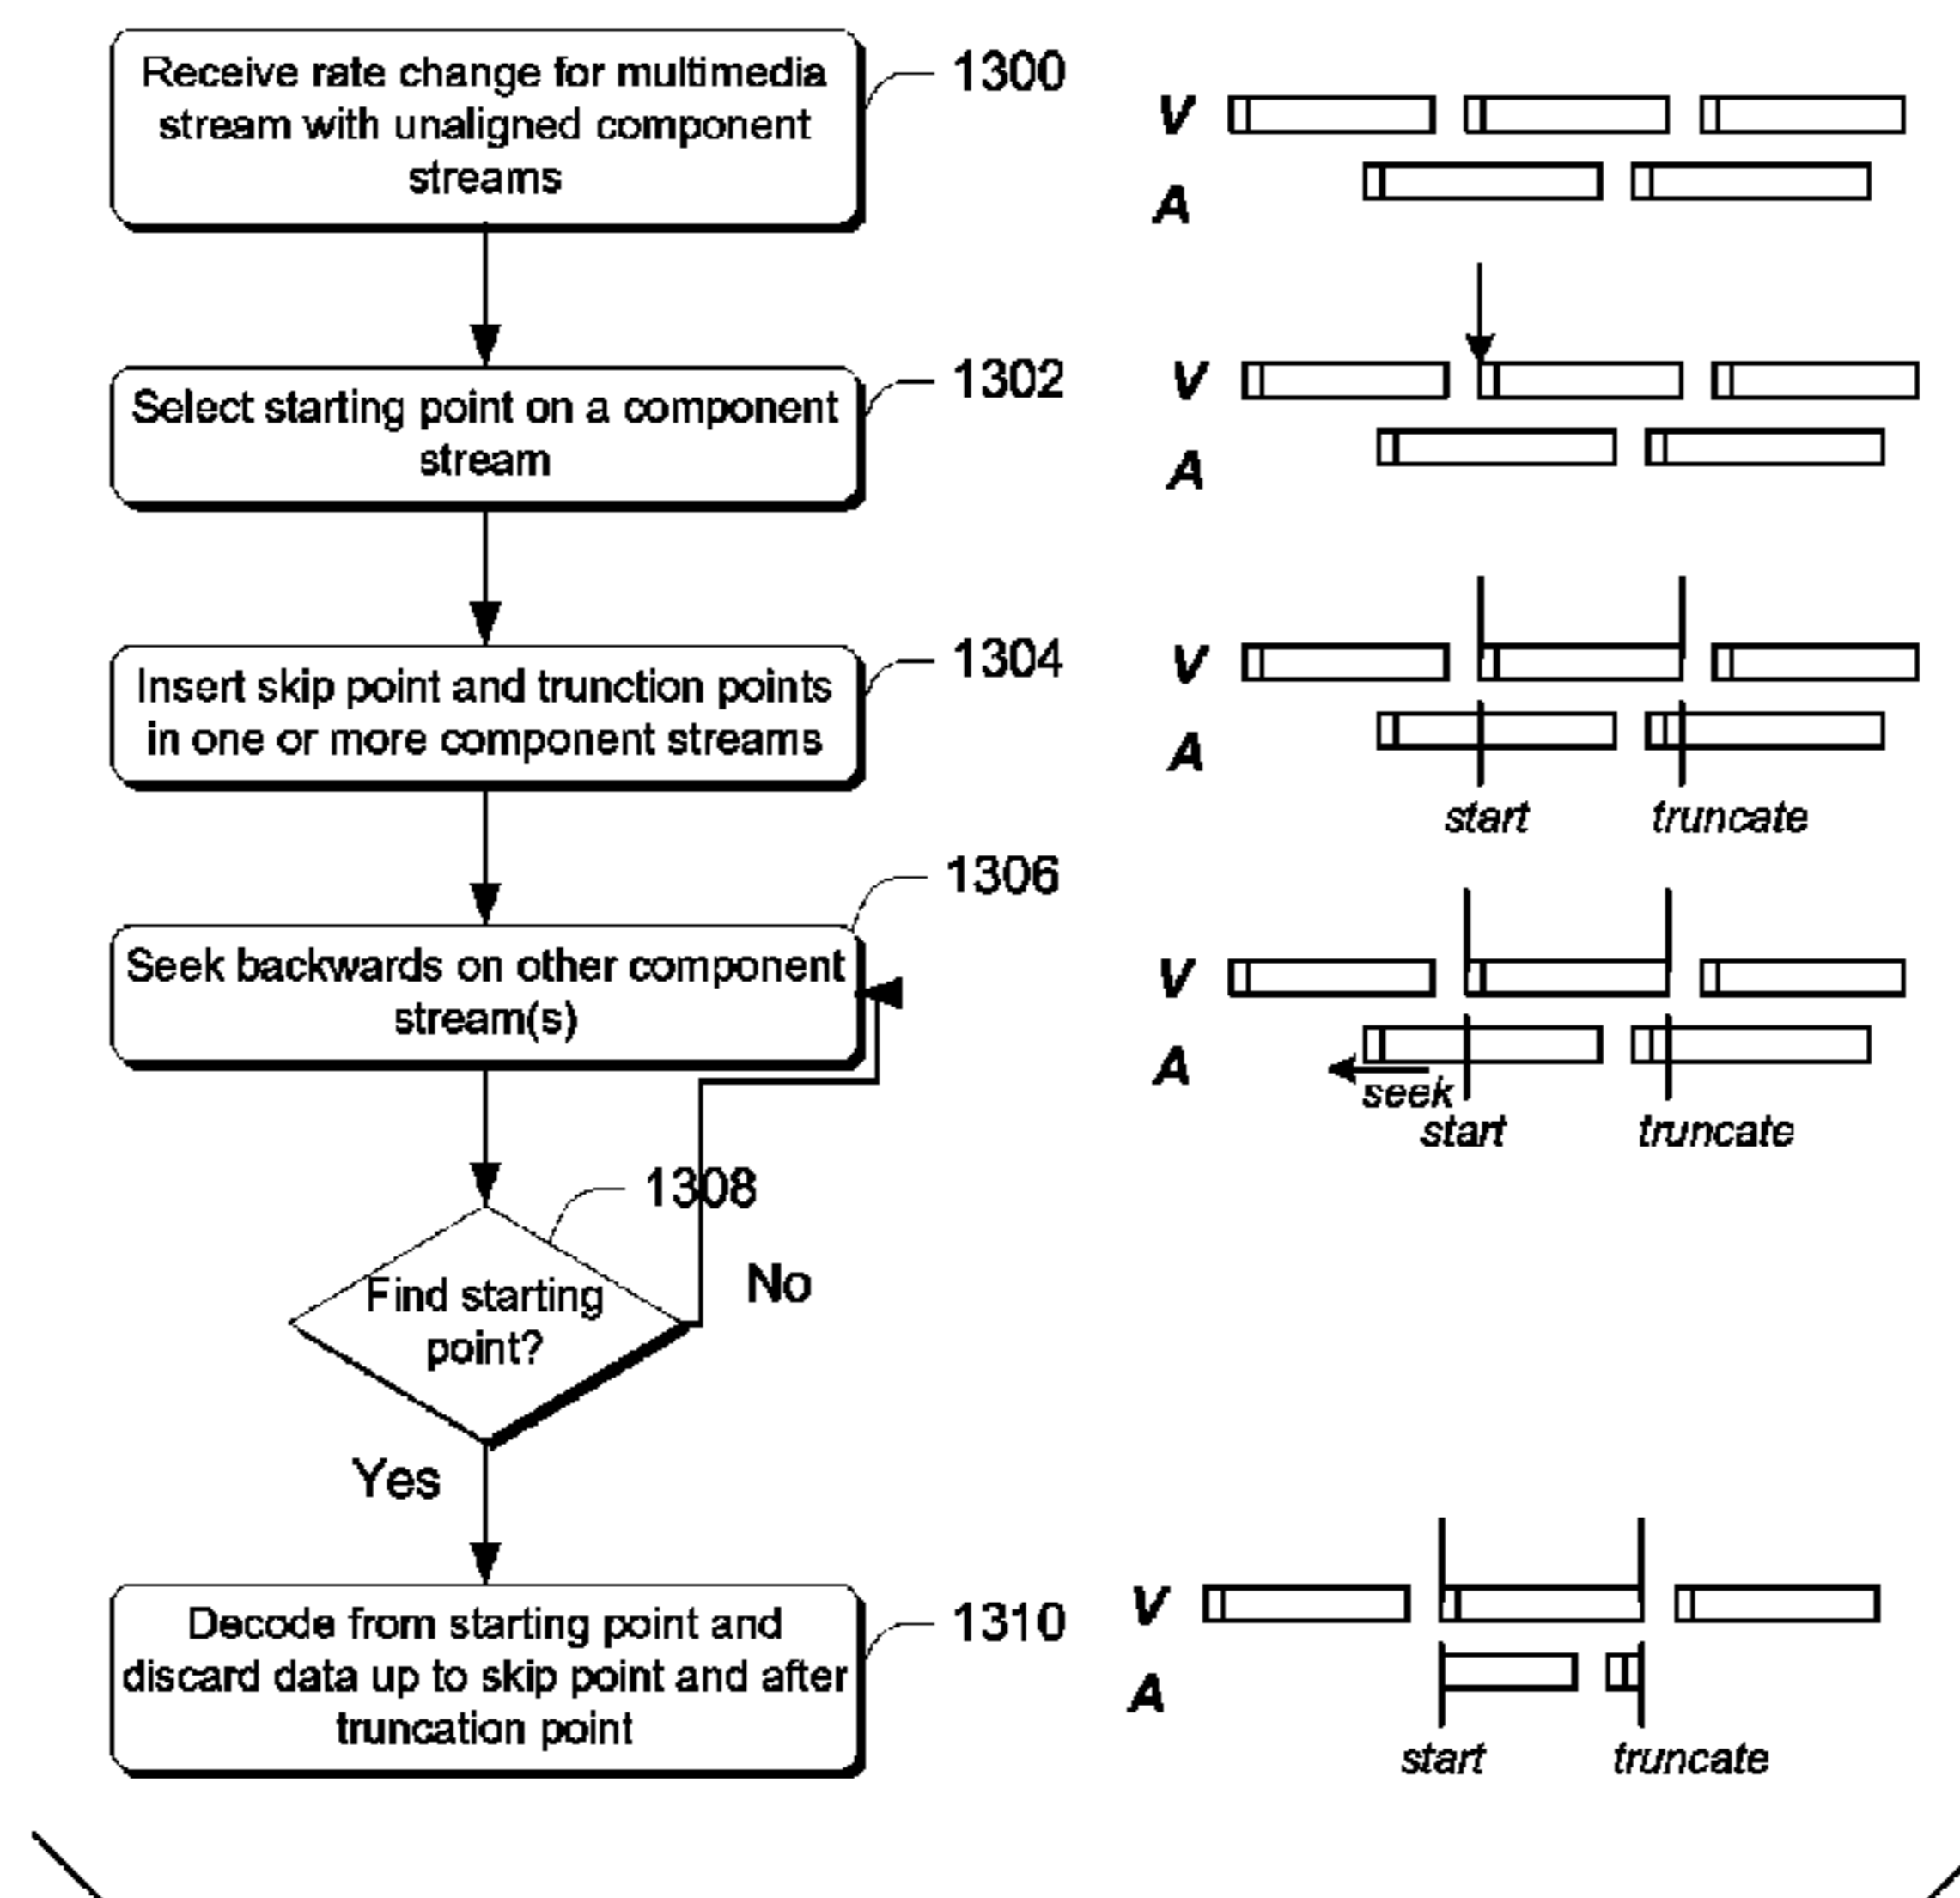 Receive rate change for multimedia
stream with unaligned component
streams
1300
V
A
Select starting point on a component
stream
1302
V
A
Insert skip point and trunction points
in one or more component streams
1304
V
A
start truncate
Seek backwards on other component
stream(s)
1306
V
A
seek
start truncate
1308
Find starting
point?
No
Yes
Decode from starting point and
discard data up to skip point and after
truncation point
1310
V
A
start truncate